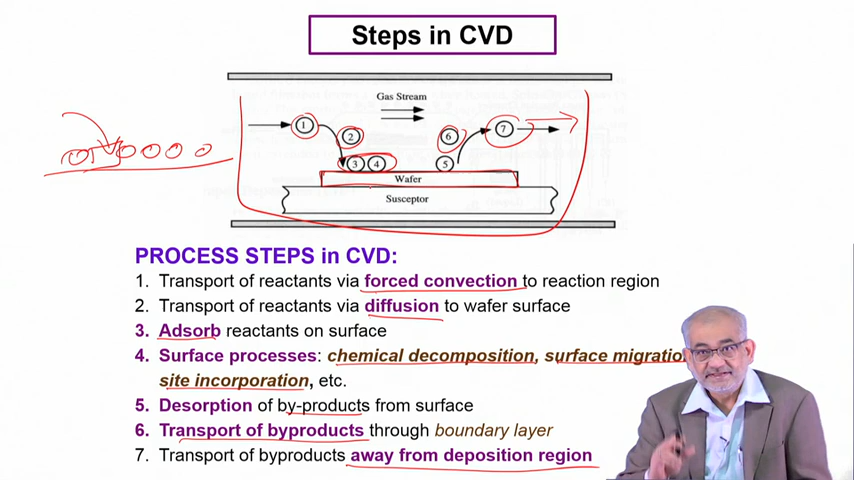 Steps in CVD
Gas Stream
1
2
3 4
5
6
7
Wafer
Susceptor
PROCESS STEPS in CVD:
1. Transport of reactants via forced convection to reaction region
2. Transport of reactants via diffusion to wafer surface
3. Adsorb reactants on surface
4. Surface processes: chemical decomposition, surface migratio
site incorporation, etc.
5. Desorption of by-products from surface
6. Transport of byproducts through boundary layer
7. Transport of byproducts away from deposition region